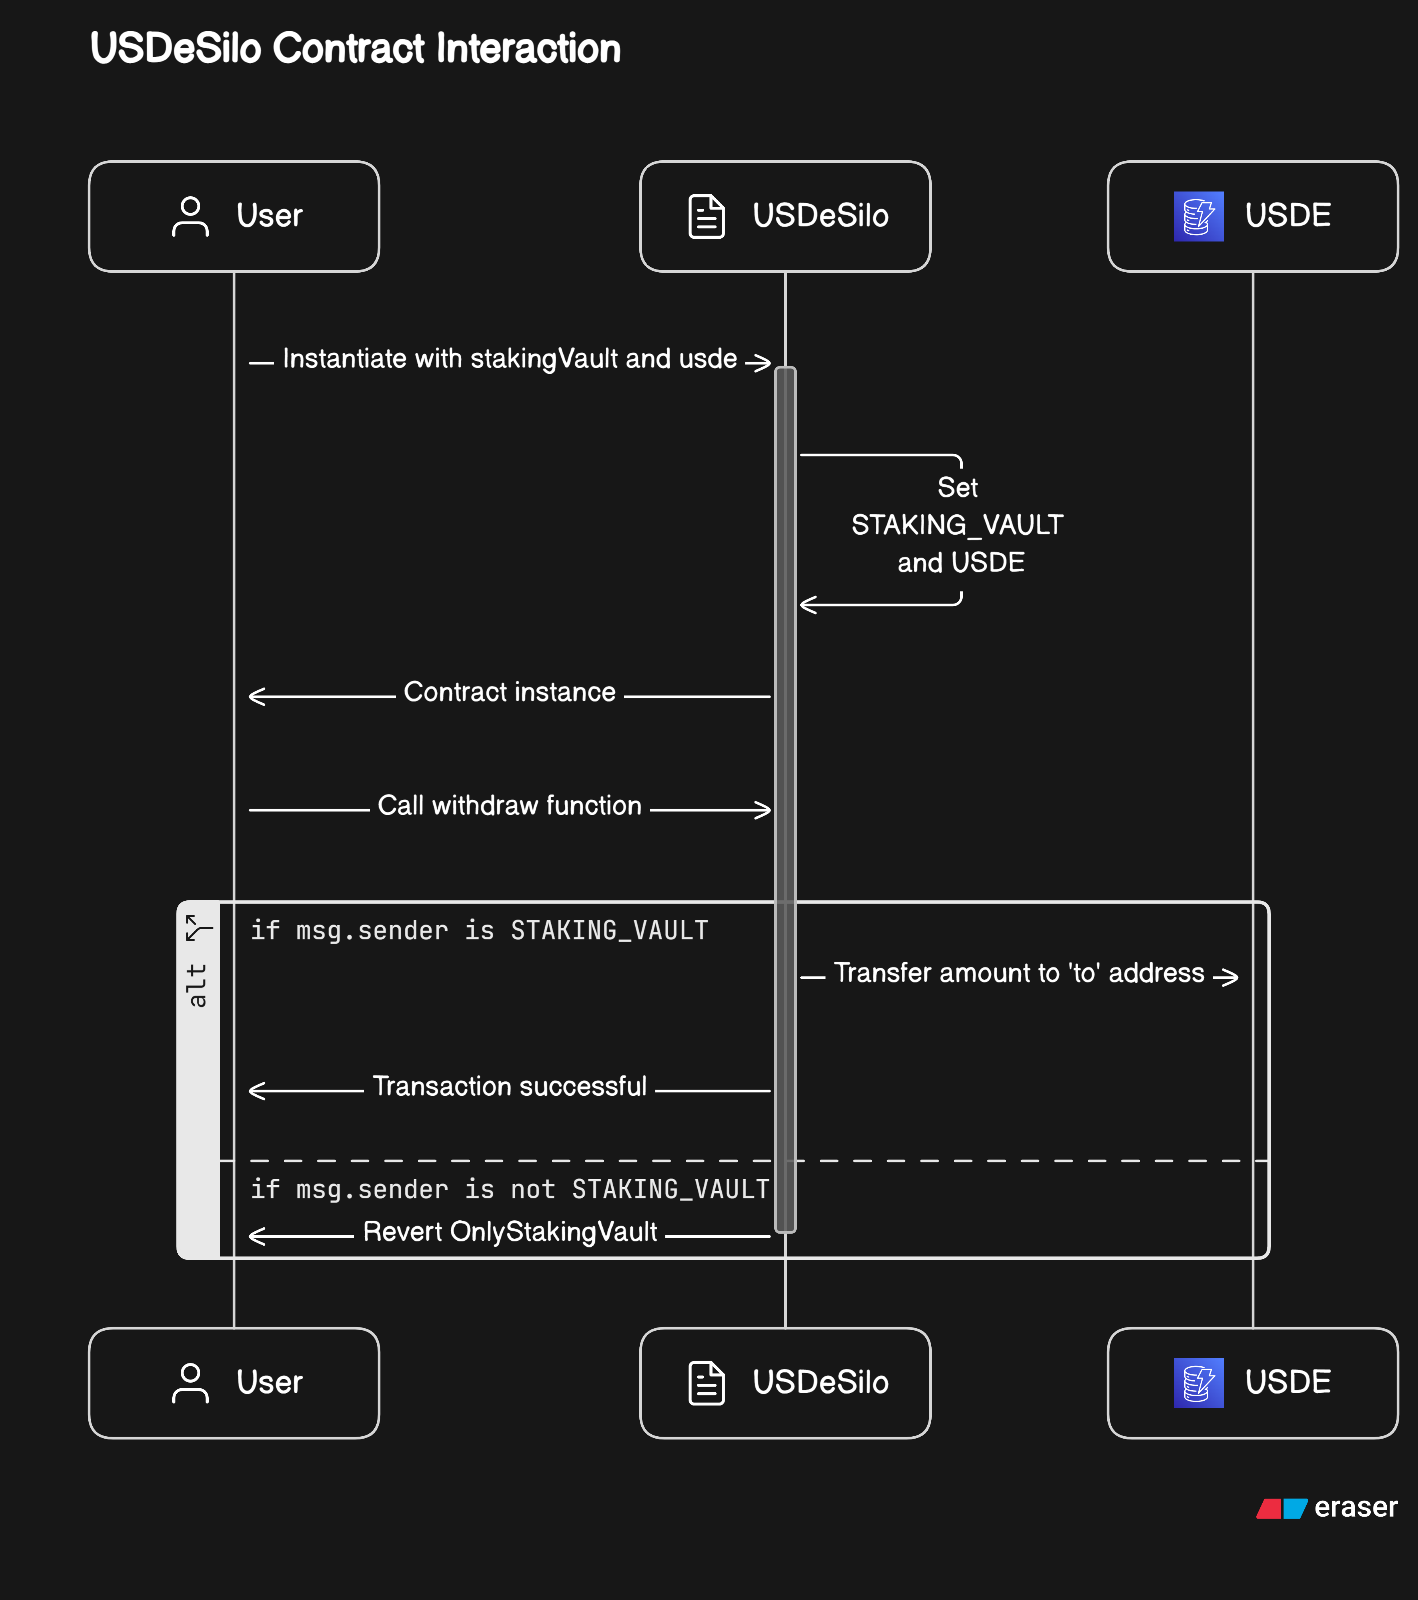 USDeSilo Contract Interaction
User
USDeSilo
USDE
Instantiate with stakingVault and usde
Set
STAKING_VAULT
and USDE
Contract instance
Call withdraw function
alt
if msg.sender is STAKING_VAULT
Transfer amount to 'to' address
Transaction successful
if msg.sender is not STAKING_VAULT
Revert OnlyStakingVault
User
USDeSilo
USDE
eraser